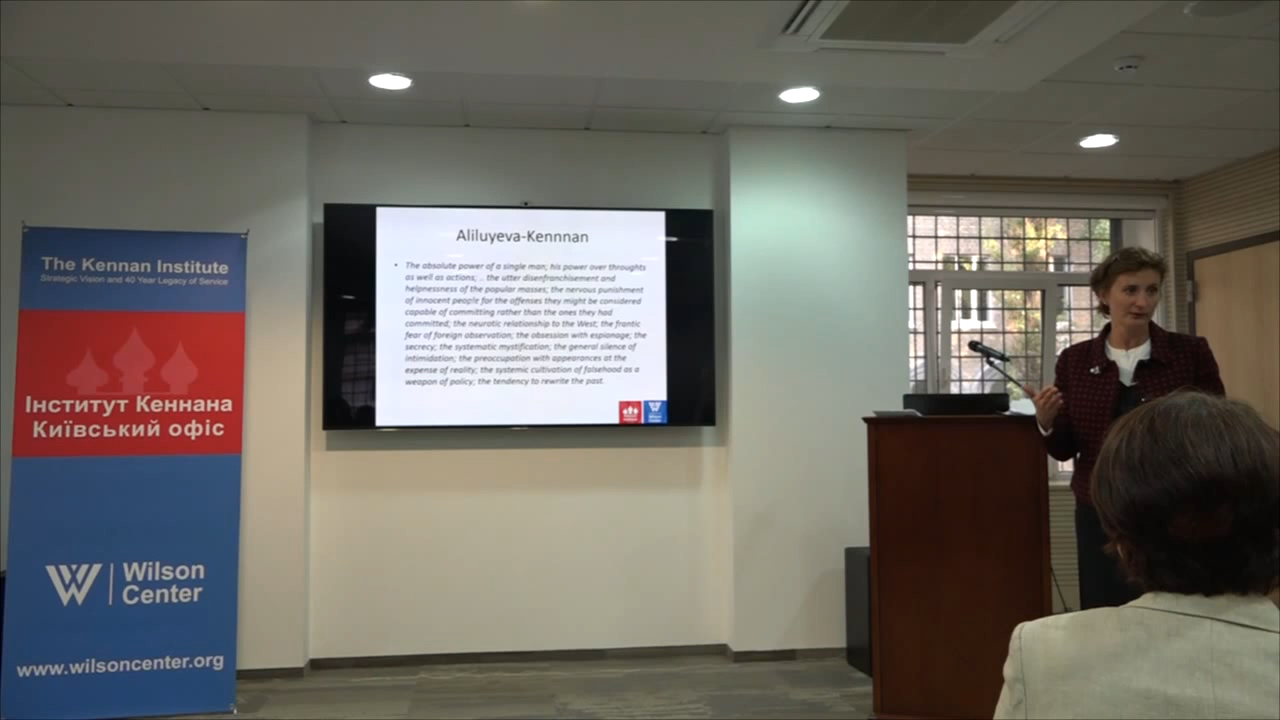 The Kennan Institute
Strategic Vision and 40 Year Legacy of Service
Інститут Кеннана
Київський офіс
Wilson
Center
www.wilsoncenter.org
Aliluyeva-Kennnan
• The absolute power of a single man; his power over throughts
as well as actions; . the utter disenfranchisement and
helpnessness of the popular masses; the nervous punishment
of innocent people for the offenses they might be considered
capable of committing rather than the ones they had
committed; the neurotic relationship to the West; the frantic
fear of foreign observation; the obsession with espionage; the
secrecy; the systematic mystification; the general silence of
intimidation; the preoccupation with appearances at the
expense of reality; the systemic cultivation of falsehood as a
weapon of policy; the tendency to rewrite the past.